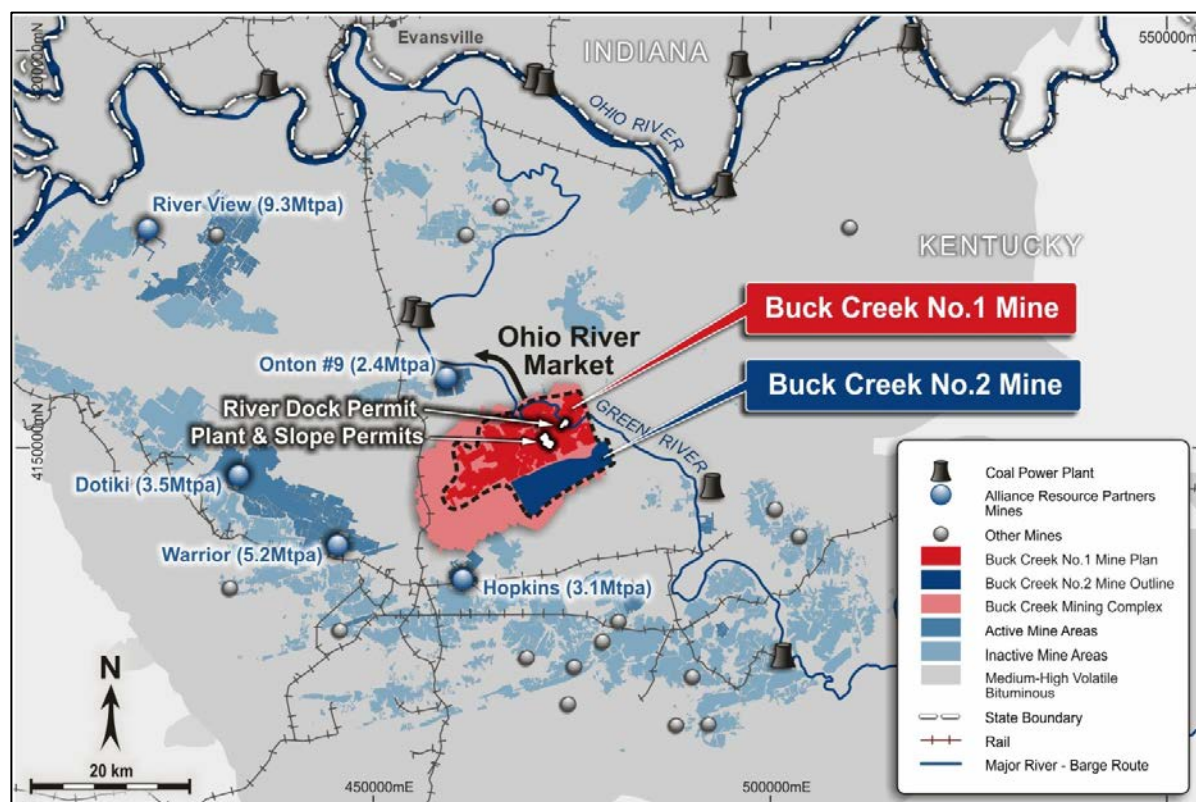 Evansville
INDIANA
550000mE
4200000mN
OHIO RIVER
River View (9.3Mtpa)
KENTUCKY
Buck Creek No.1 Mine
Ohio River
Market
Onton #9 (2.4Mtpa)
Buck Creek No.2 Mine
River Dock Permit
GREEN RIVER
Plant & Slope Permits
4150000mN
Dotiki (3.5Mtpa)
Warrior (5.2Mtpa)
Hopkins (3.1Mtpa)
Coal Power Plant
Alliance Resource Partners
Mines
Other Mines
Buck Creek No.1 Mine Plan
Buck Creek No.2 Mine Outline
Buck Creek Mining Complex
Active Mine Areas
Inactive Mine Areas
Medium-High Volatile
Bituminous
State Boundary
Rail
Major River - Barge Route
N
20 km
450000mE
500000mE